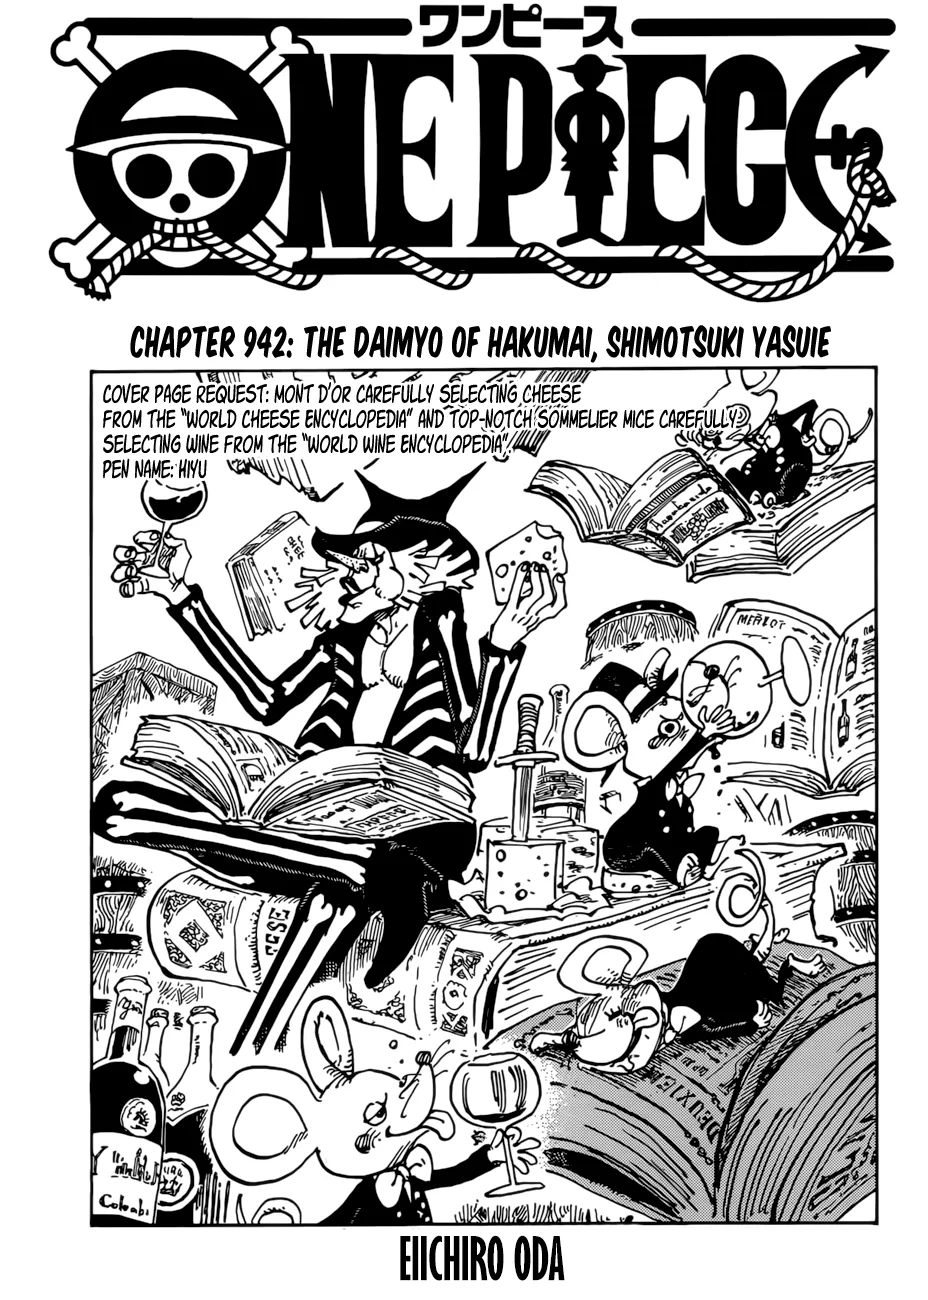 ワンピース
ONE PIECE
CHAPTER 942: THE DAIMYO OF HAKUMAI, SHIMOTSUKI YASUIE
COVER PAGE REQUEST: MONT D'OR CAREFULLY SELECTING CHEESE
FROM THE "WORLD CHEESE ENCYCLOPEDIA" AND TOP-NOTCH SOMMELIER MICE CAREFULLY
SELECTING WINE FROM THE "WORLD WINE ENCYCLOPEDIA".
PEN NAME: HIYU
MERLOT
DEUXIEM
EIICHIRO ODA